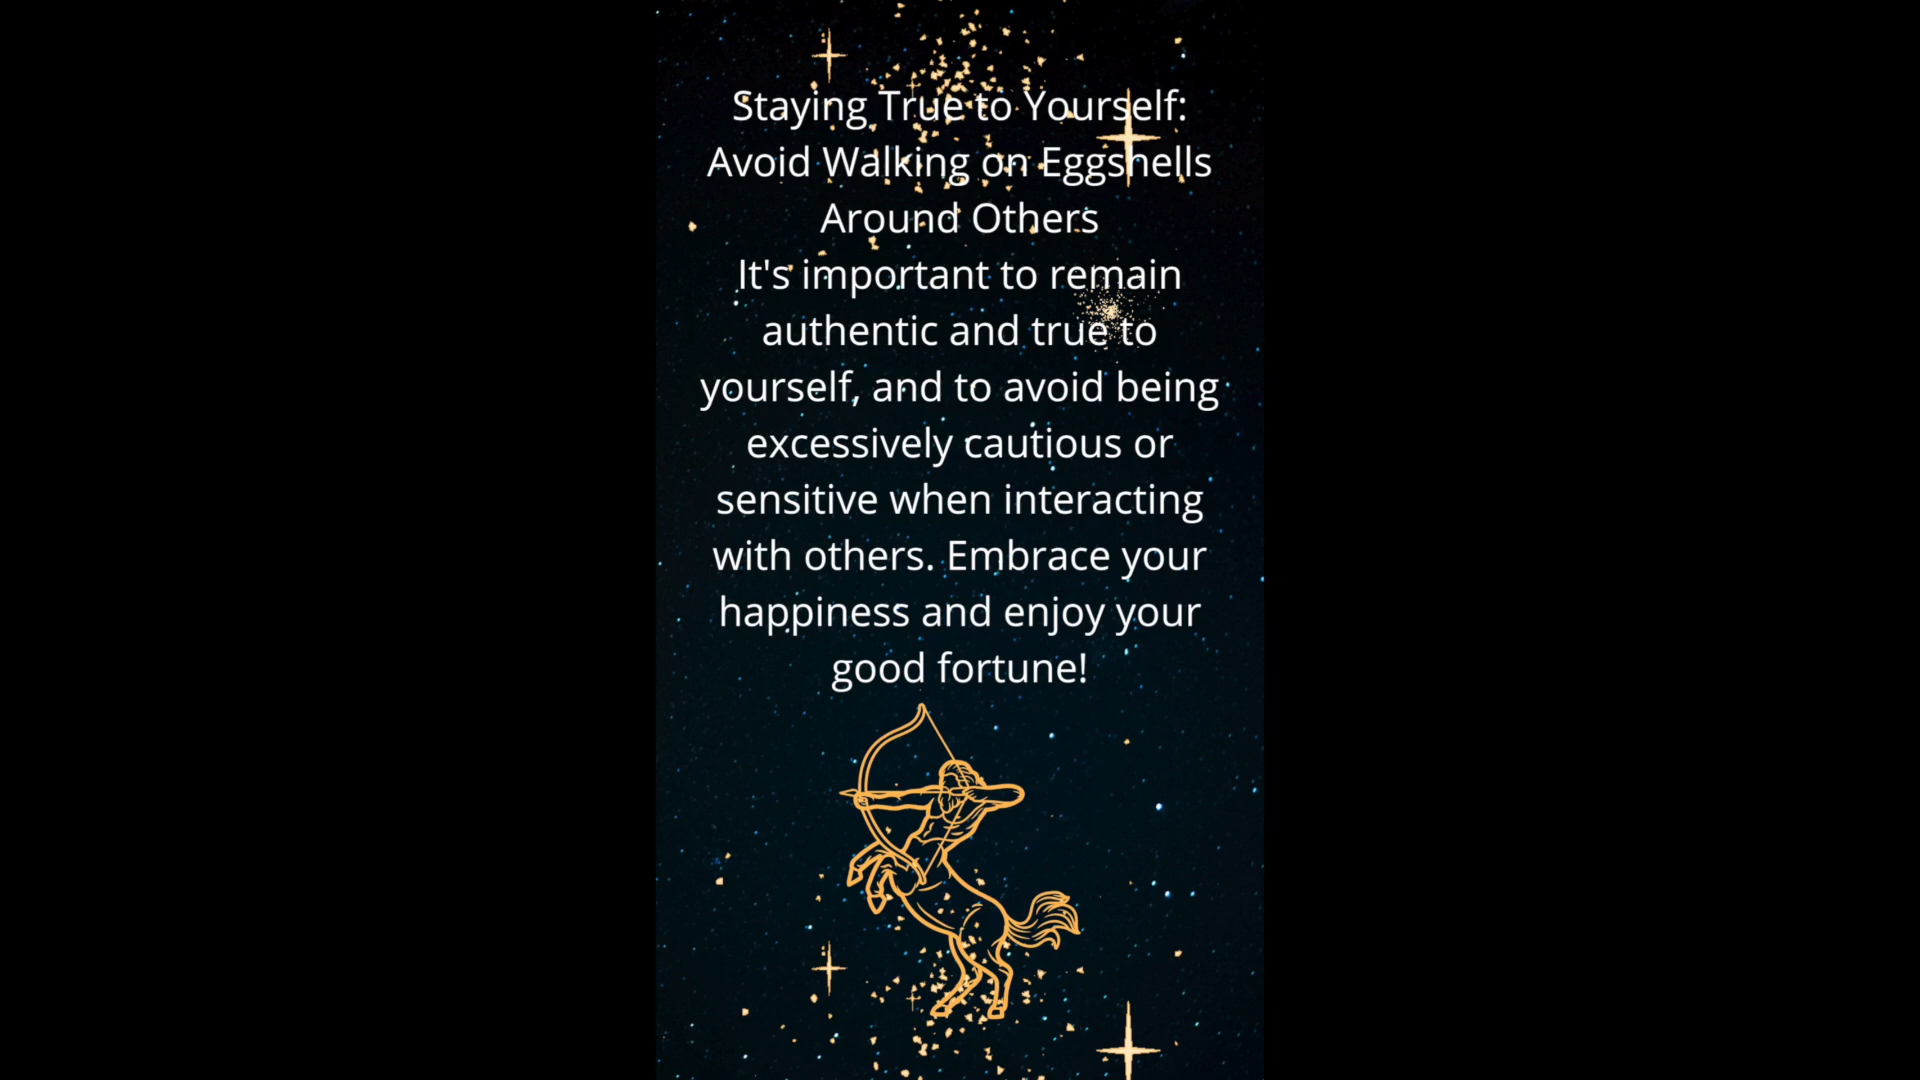 Staying True to Yourself:
Avoid Walking on Eggshells
Around Others
It's important to remain
authentic and true to
yourself, and to avoid being
excessively cautious or
sensitive when interacting
with others. Embrace your
happiness and enjoy your
good fortune!